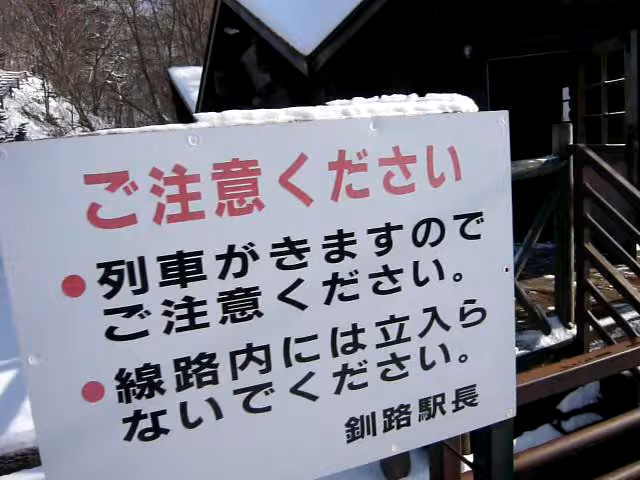 ご注意ください
●列車がきますので
ご注意ください。
●線路内には立入ら
ないでください。
釧路駅長